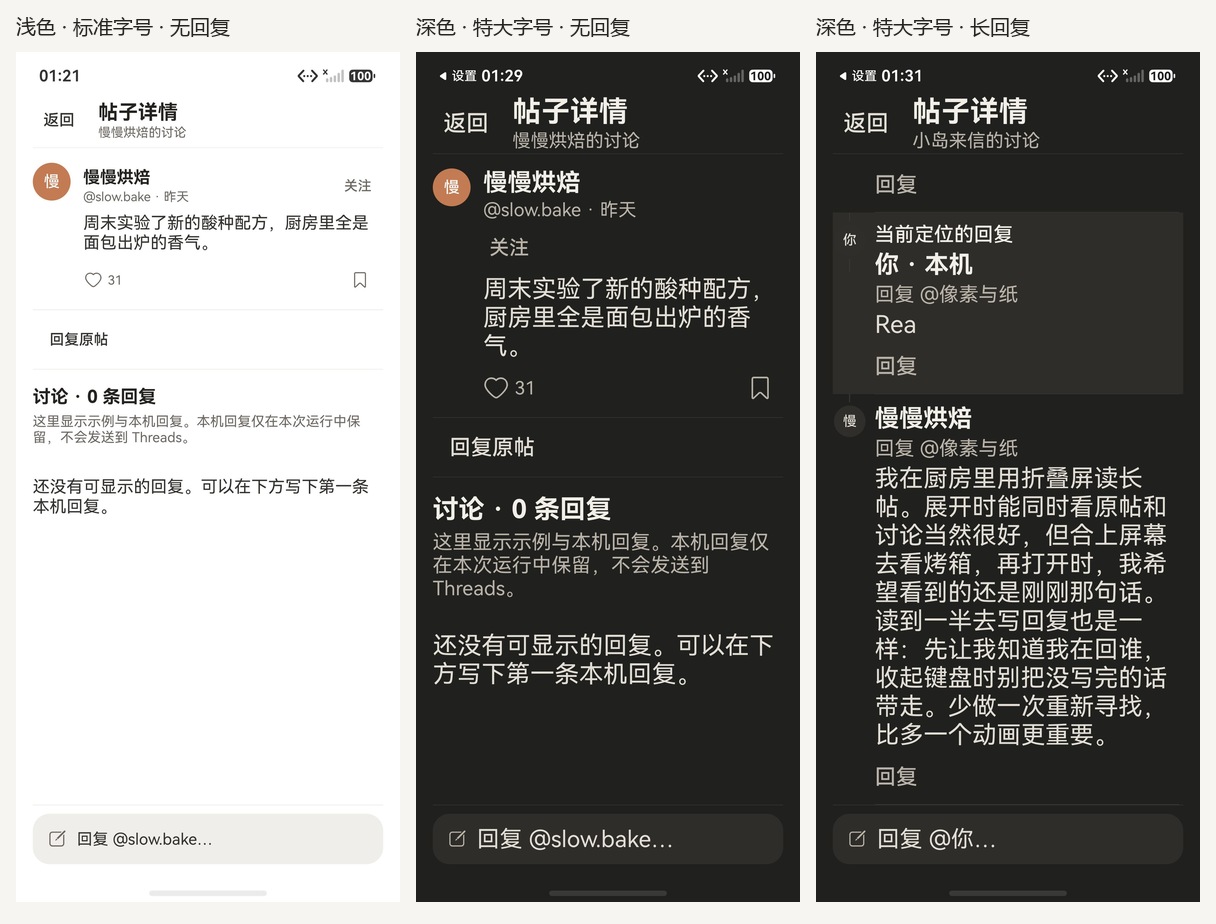 浅色 · 标准字号 · 无回复
01:21
100
返回
帖子详情
慢慢烘焙的讨论
慢
慢慢烘焙
@slow.bake · 昨天
关注
周末实验了新的酸种配方，厨房里全是
面包出炉的香气。
31
回复原帖
讨论 · 0 条回复
这里显示示例与本机回复。本机回复仅在本次运行中保
留，不会发送到 Threads。
还没有可显示的回复。可以在下方写下第一条
本机回复。
回复 @slow.bake…
深色 · 特大字号 · 无回复
设置 01:29
100
返回
帖子详情
慢慢烘焙的讨论
慢
慢慢烘焙
@slow.bake · 昨天
关注
周末实验了新的酸种配方，
厨房里全是面包出炉的香
气。
31
回复原帖
讨论 · 0 条回复
这里显示示例与本机回复。本机回复仅
在本次运行中保留，不会发送到
Threads。
还没有可显示的回复。可以在下
方写下第一条本机回复。
回复 @slow.bake…
深色 · 特大字号 · 长回复
设置 01:31
100
返回
帖子详情
小岛来信的讨论
回复
你
当前定位的回复
你 · 本机
回复 @像素与纸
Rea
回复
慢
慢慢烘焙
回复 @像素与纸
我在厨房里用折叠屏读长
帖。展开时能同时看原帖和
讨论当然很好，但合上屏幕
去看烤箱，再打开时，我希
望看到的还是刚刚那句话。
读到一半去写回复也是一
样：先让我知道我在回谁，
收起键盘时别把没写完的话
带走。少做一次重新寻找，
比多一个动画更重要。
回复
回复 @你…